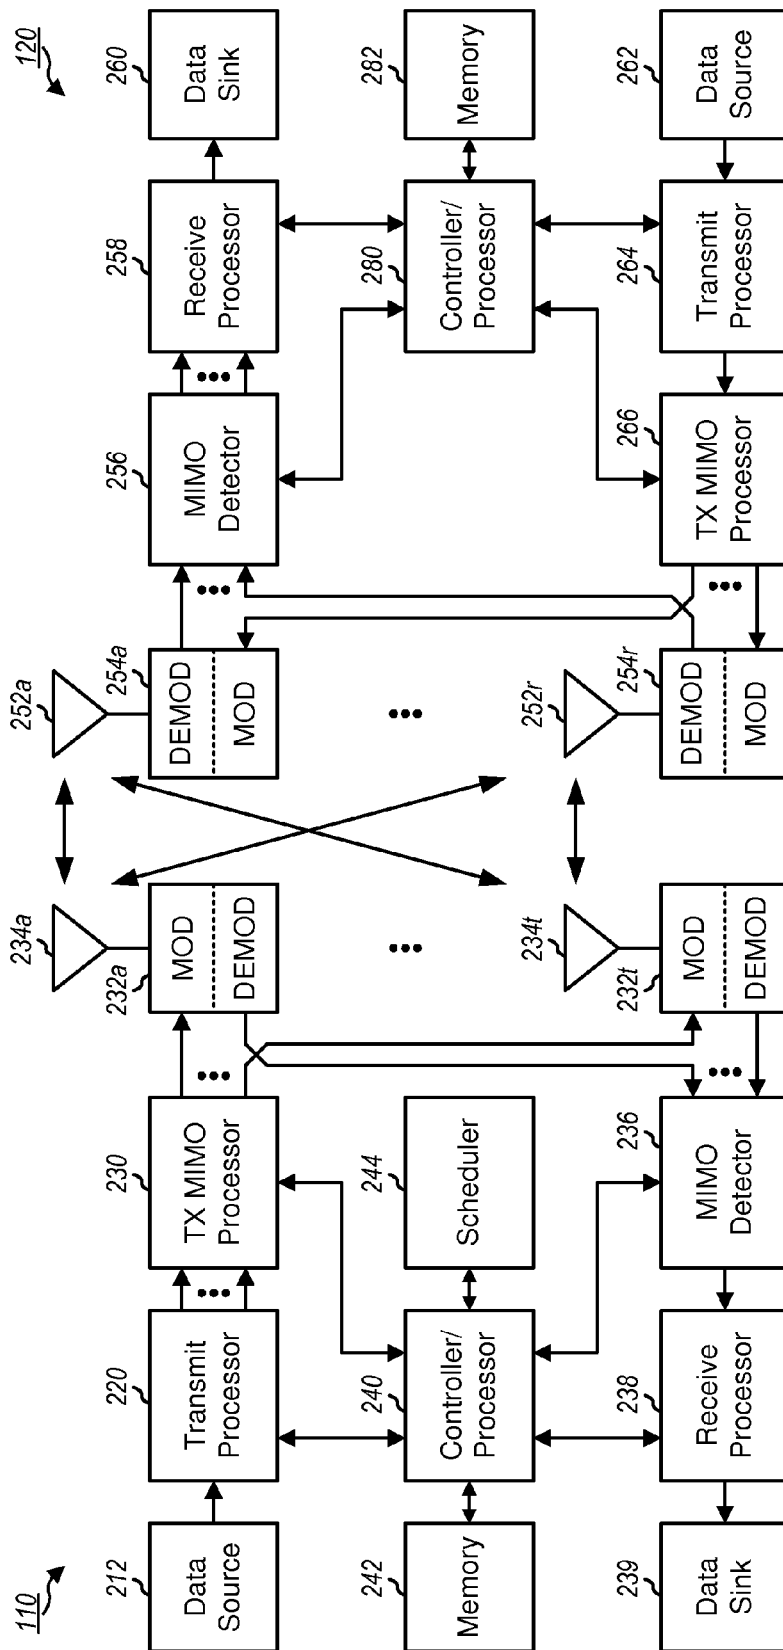 110
120
212
Data
Source
220
Transmit
Processor
•••
230
TX MIMO
Processor
•••
232a
MOD
DEMOD
234a
252a
254a
DEMOD
MOD
•••
256
MIMO
Detector
•••
258
Receive
Processor
260
Data
Sink
242
Memory
240
Controller/
Processor
244
Scheduler
•••
•••
280
Controller/
Processor
282
Memory
239
Data
Sink
238
Receive
Processor
236
MIMO
Detector
•••
232t
MOD
DEMOD
234t
252r
254r
DEMOD
MOD
•••
266
TX MIMO
Processor
264
Transmit
Processor
262
Data
Source